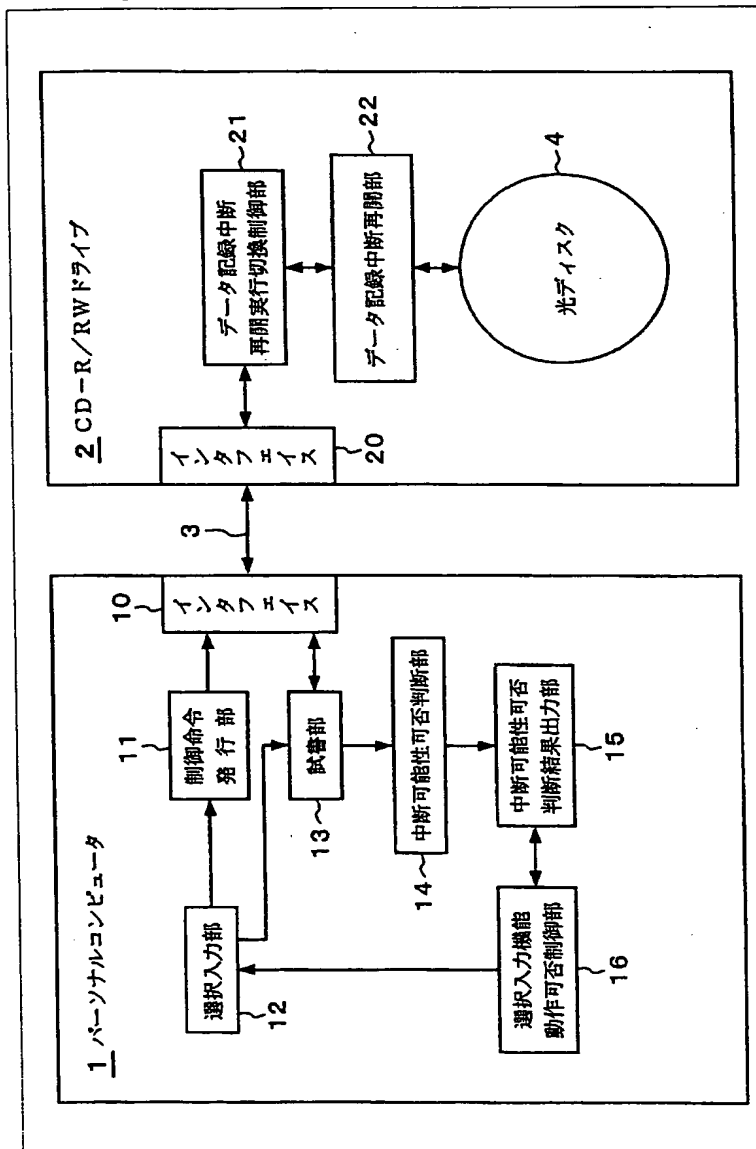 1 パーソナルコンピュータ
選択入力部
12
制御命令
発行部
11
インタフェイス
10
試書部
13
中断可能性可否判断部
14
中断可能性可否
判断結果出力部
15
選択入力機能
動作可否制御部
16
3
2 CD-R/RWドライブ
インタフェイス
20
データ記録中断
再開実行切換制御部
21
データ記録中断再開部
22
光ディスク
4